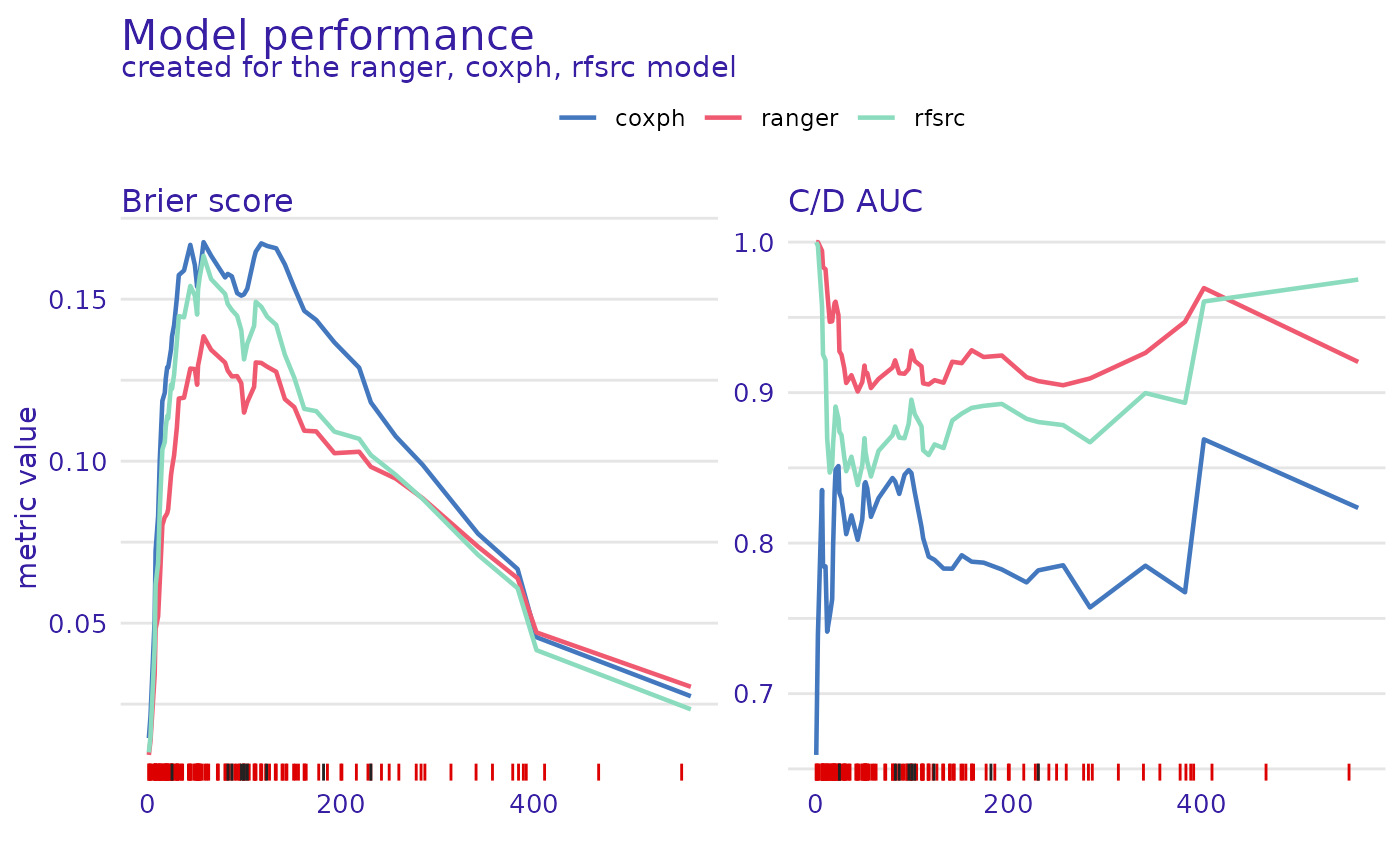 Model performance
created for the ranger, coxph, rfsrc model
coxph ranger rfsrc
Brier score
C/D AUC
metric value
0.15
0.10
0.05
0 200 400
1.0
0.9
0.8
0.7
0 200 400